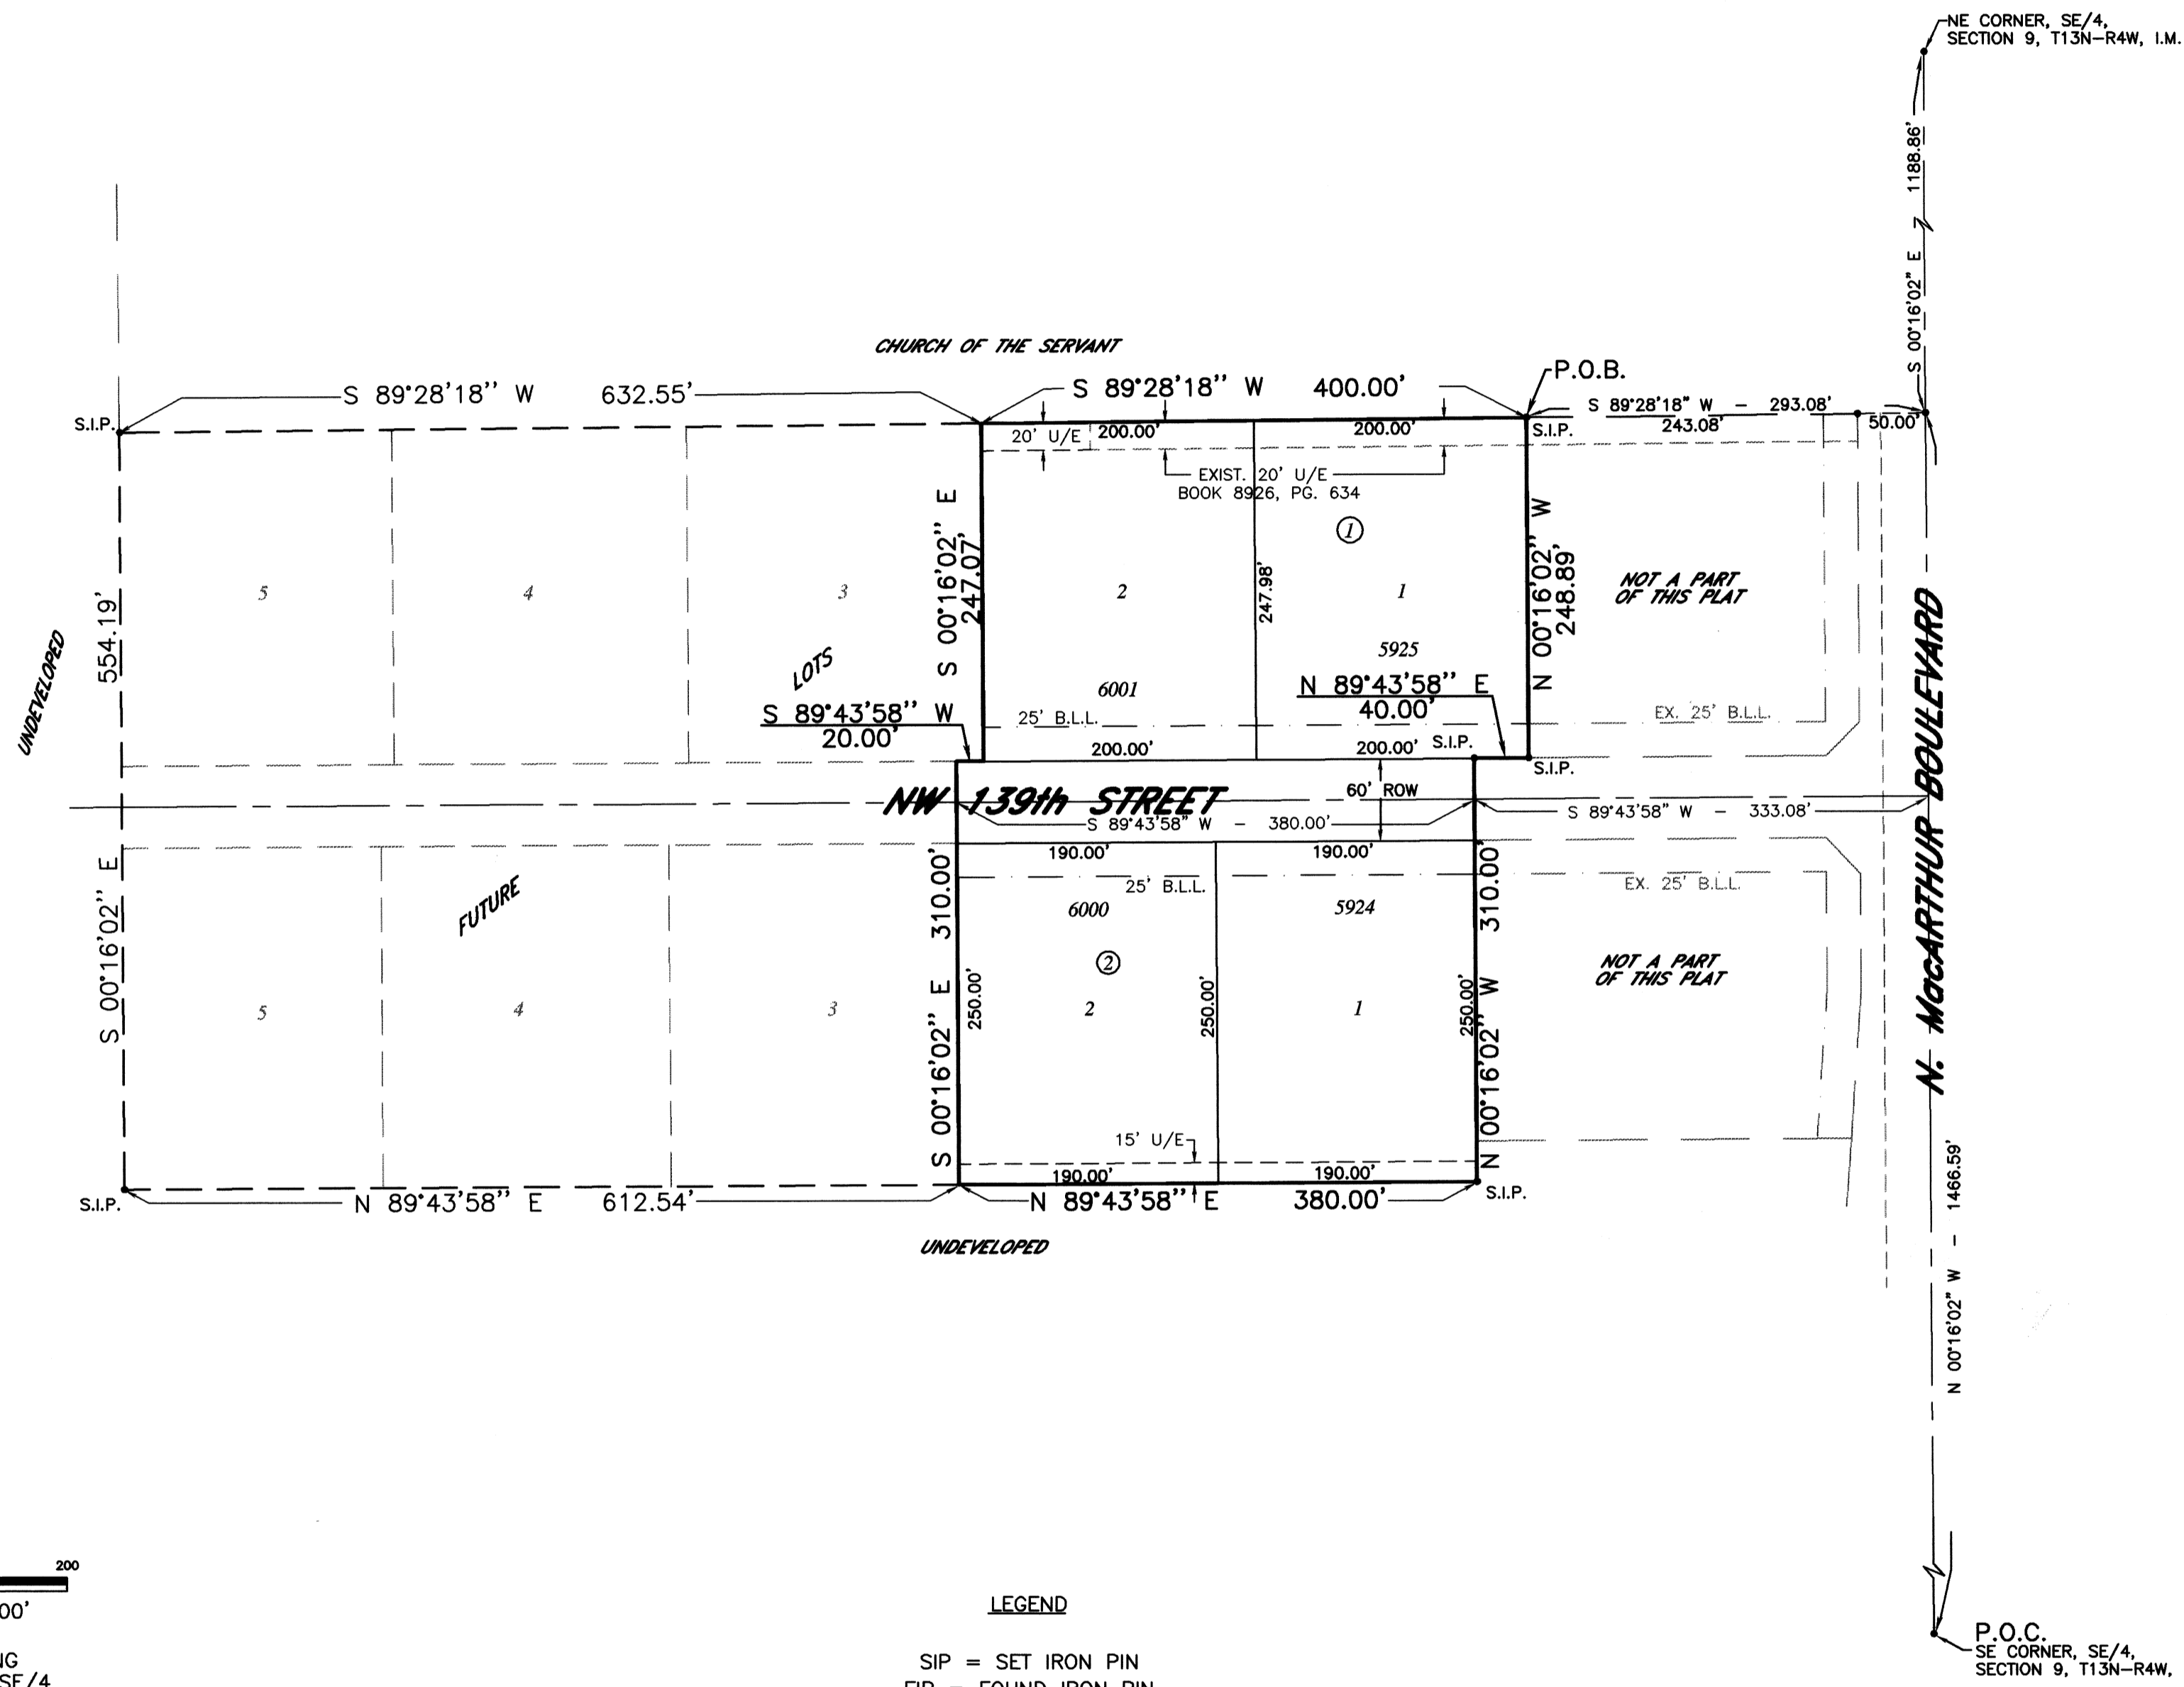 NE CORNER, SE/4,
SECTION 9, T13N-R4W, I.M.
S 00°16'02" E
1188.86'
CHURCH OF THE SERVANT
S 89°28'18'' W 632.55'
S 89°28'18'' W 400.00'
P.O.B.
S 89°28'18" W - 293.08'
243.08'
50.00'
S.I.P.
S.I.P.
20' U/E
200.00'
200.00'
EXIST. 20' U/E
BOOK 8926, PG. 634
1
S 00°16'02'' E
247.07'
247.98'
N 00°16'02'' W
248.89'
NOT A PART
OF THIS PLAT
5
4
3
2
1
554.19'
UNDEVELOPED
LOTS
5925
6001
N 89°43'58'' E
40.00'
S 89°43'58'' W
20.00'
25' B.L.L.
EX. 25' B.L.L.
200.00'
200.00'
S.I.P.
S.I.P.
N. MacARTHUR BOULEVARD
NW 139th STREET
60' ROW
S 89°43'58" W - 380.00'
S 89°43'58" W - 333.08'
190.00'
190.00'
25' B.L.L.
EX. 25' B.L.L.
FUTURE
6000
5924
2
S 00°16'02'' E
S 00°16'02'' E 310.00'
250.00'
250.00'
250.00'
N 00°16'02'' W 310.00'
NOT A PART
OF THIS PLAT
5
4
3
2
1
15' U/E
190.00'
190.00'
S.I.P.
N 89°43'58'' E 612.54'
N 89°43'58'' E 380.00'
S.I.P.
UNDEVELOPED
N 00°16'02" W - 1466.59'
200
00'
LEGEND
SIP = SET IRON PIN
FIP = FOUND IRON PIN
NG
SE/4
P.O.C.
SE CORNER, SE/4,
SECTION 9, T13N-R4W,